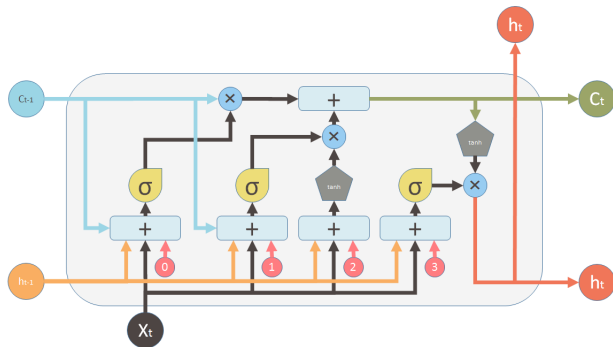 hₜ
Cₜ₋₁
×
+
Cₜ
tanh
×
σ
σ
tanh
σ
×
+
+
+
+
0
1
2
3
hₜ₋₁
hₜ
Xₜ